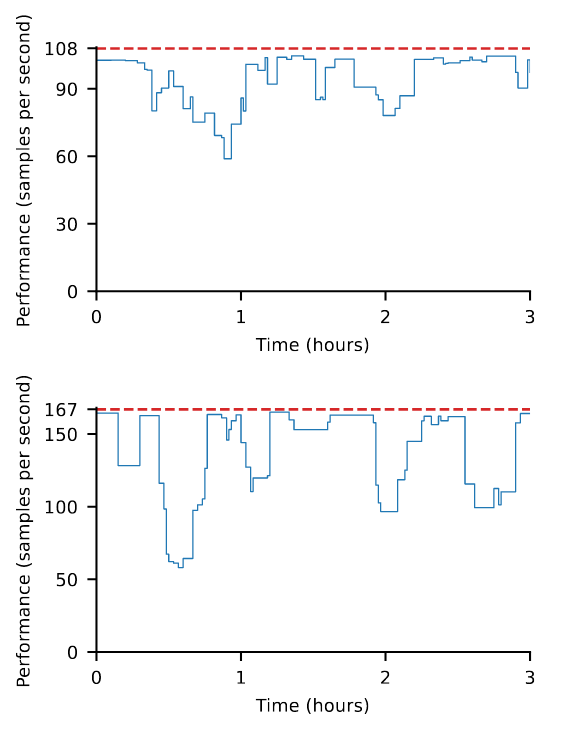 Performance (samples per second)
108
90
60
30
0
0 1 2 3
Time (hours)
Performance (samples per second)
167
150
100
50
0
0 1 2 3
Time (hours)